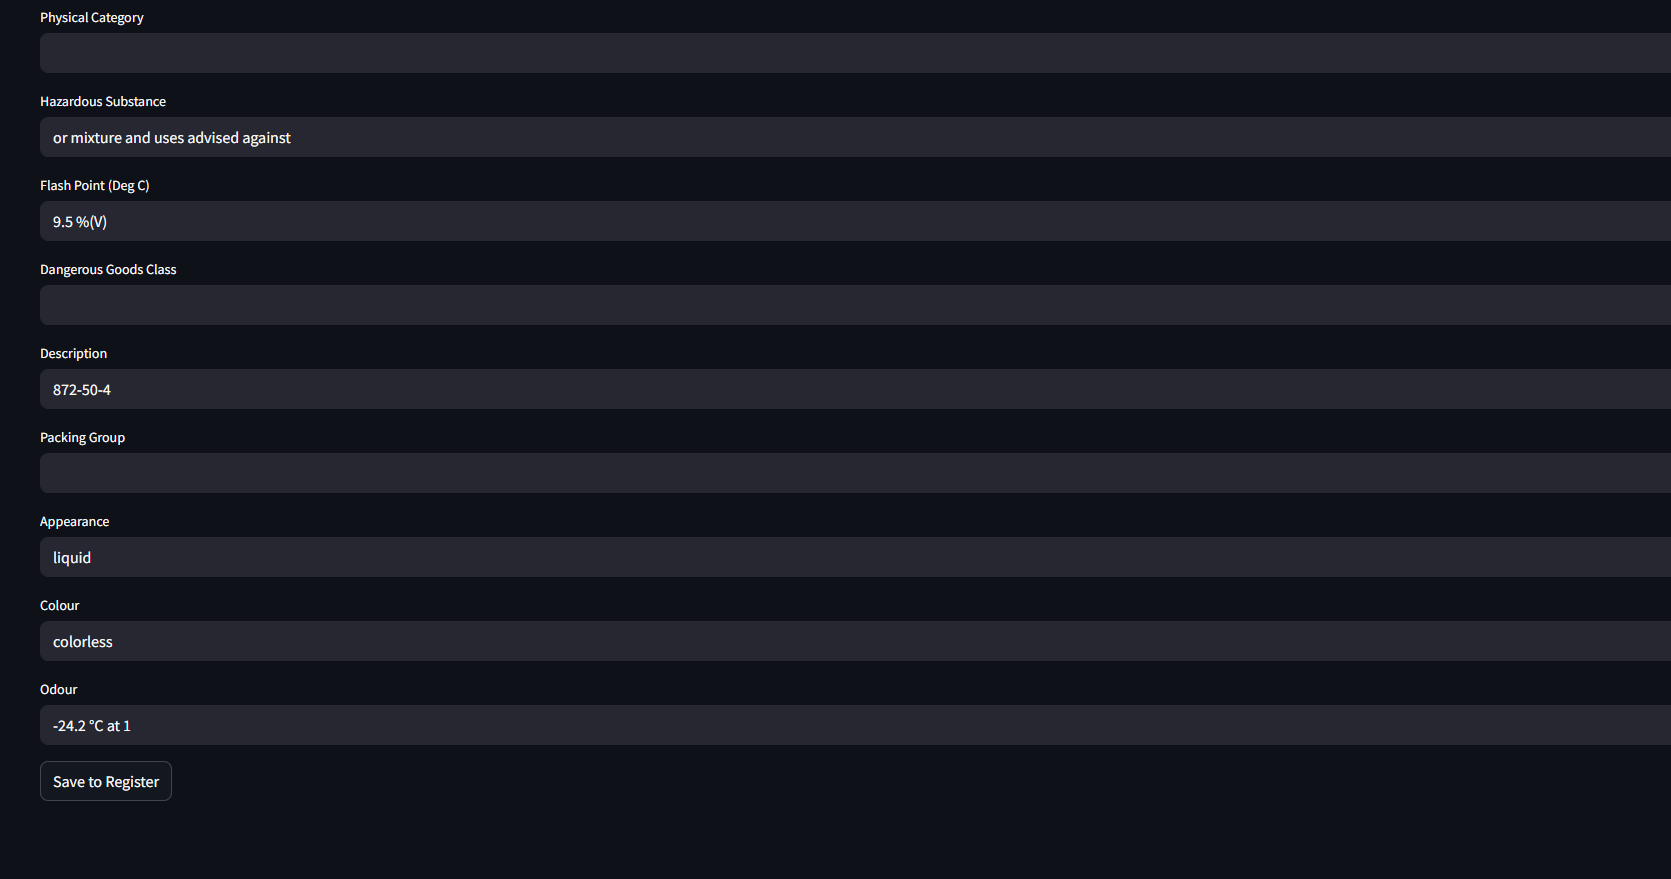 Physical Category
Hazardous Substance
or mixture and uses advised against
Flash Point (Deg C)
9.5 %(V)
Dangerous Goods Class
Description
872-50-4
Packing Group
Appearance
liquid
Colour
colorless
Odour
-24.2 °C at 1
Save to Register